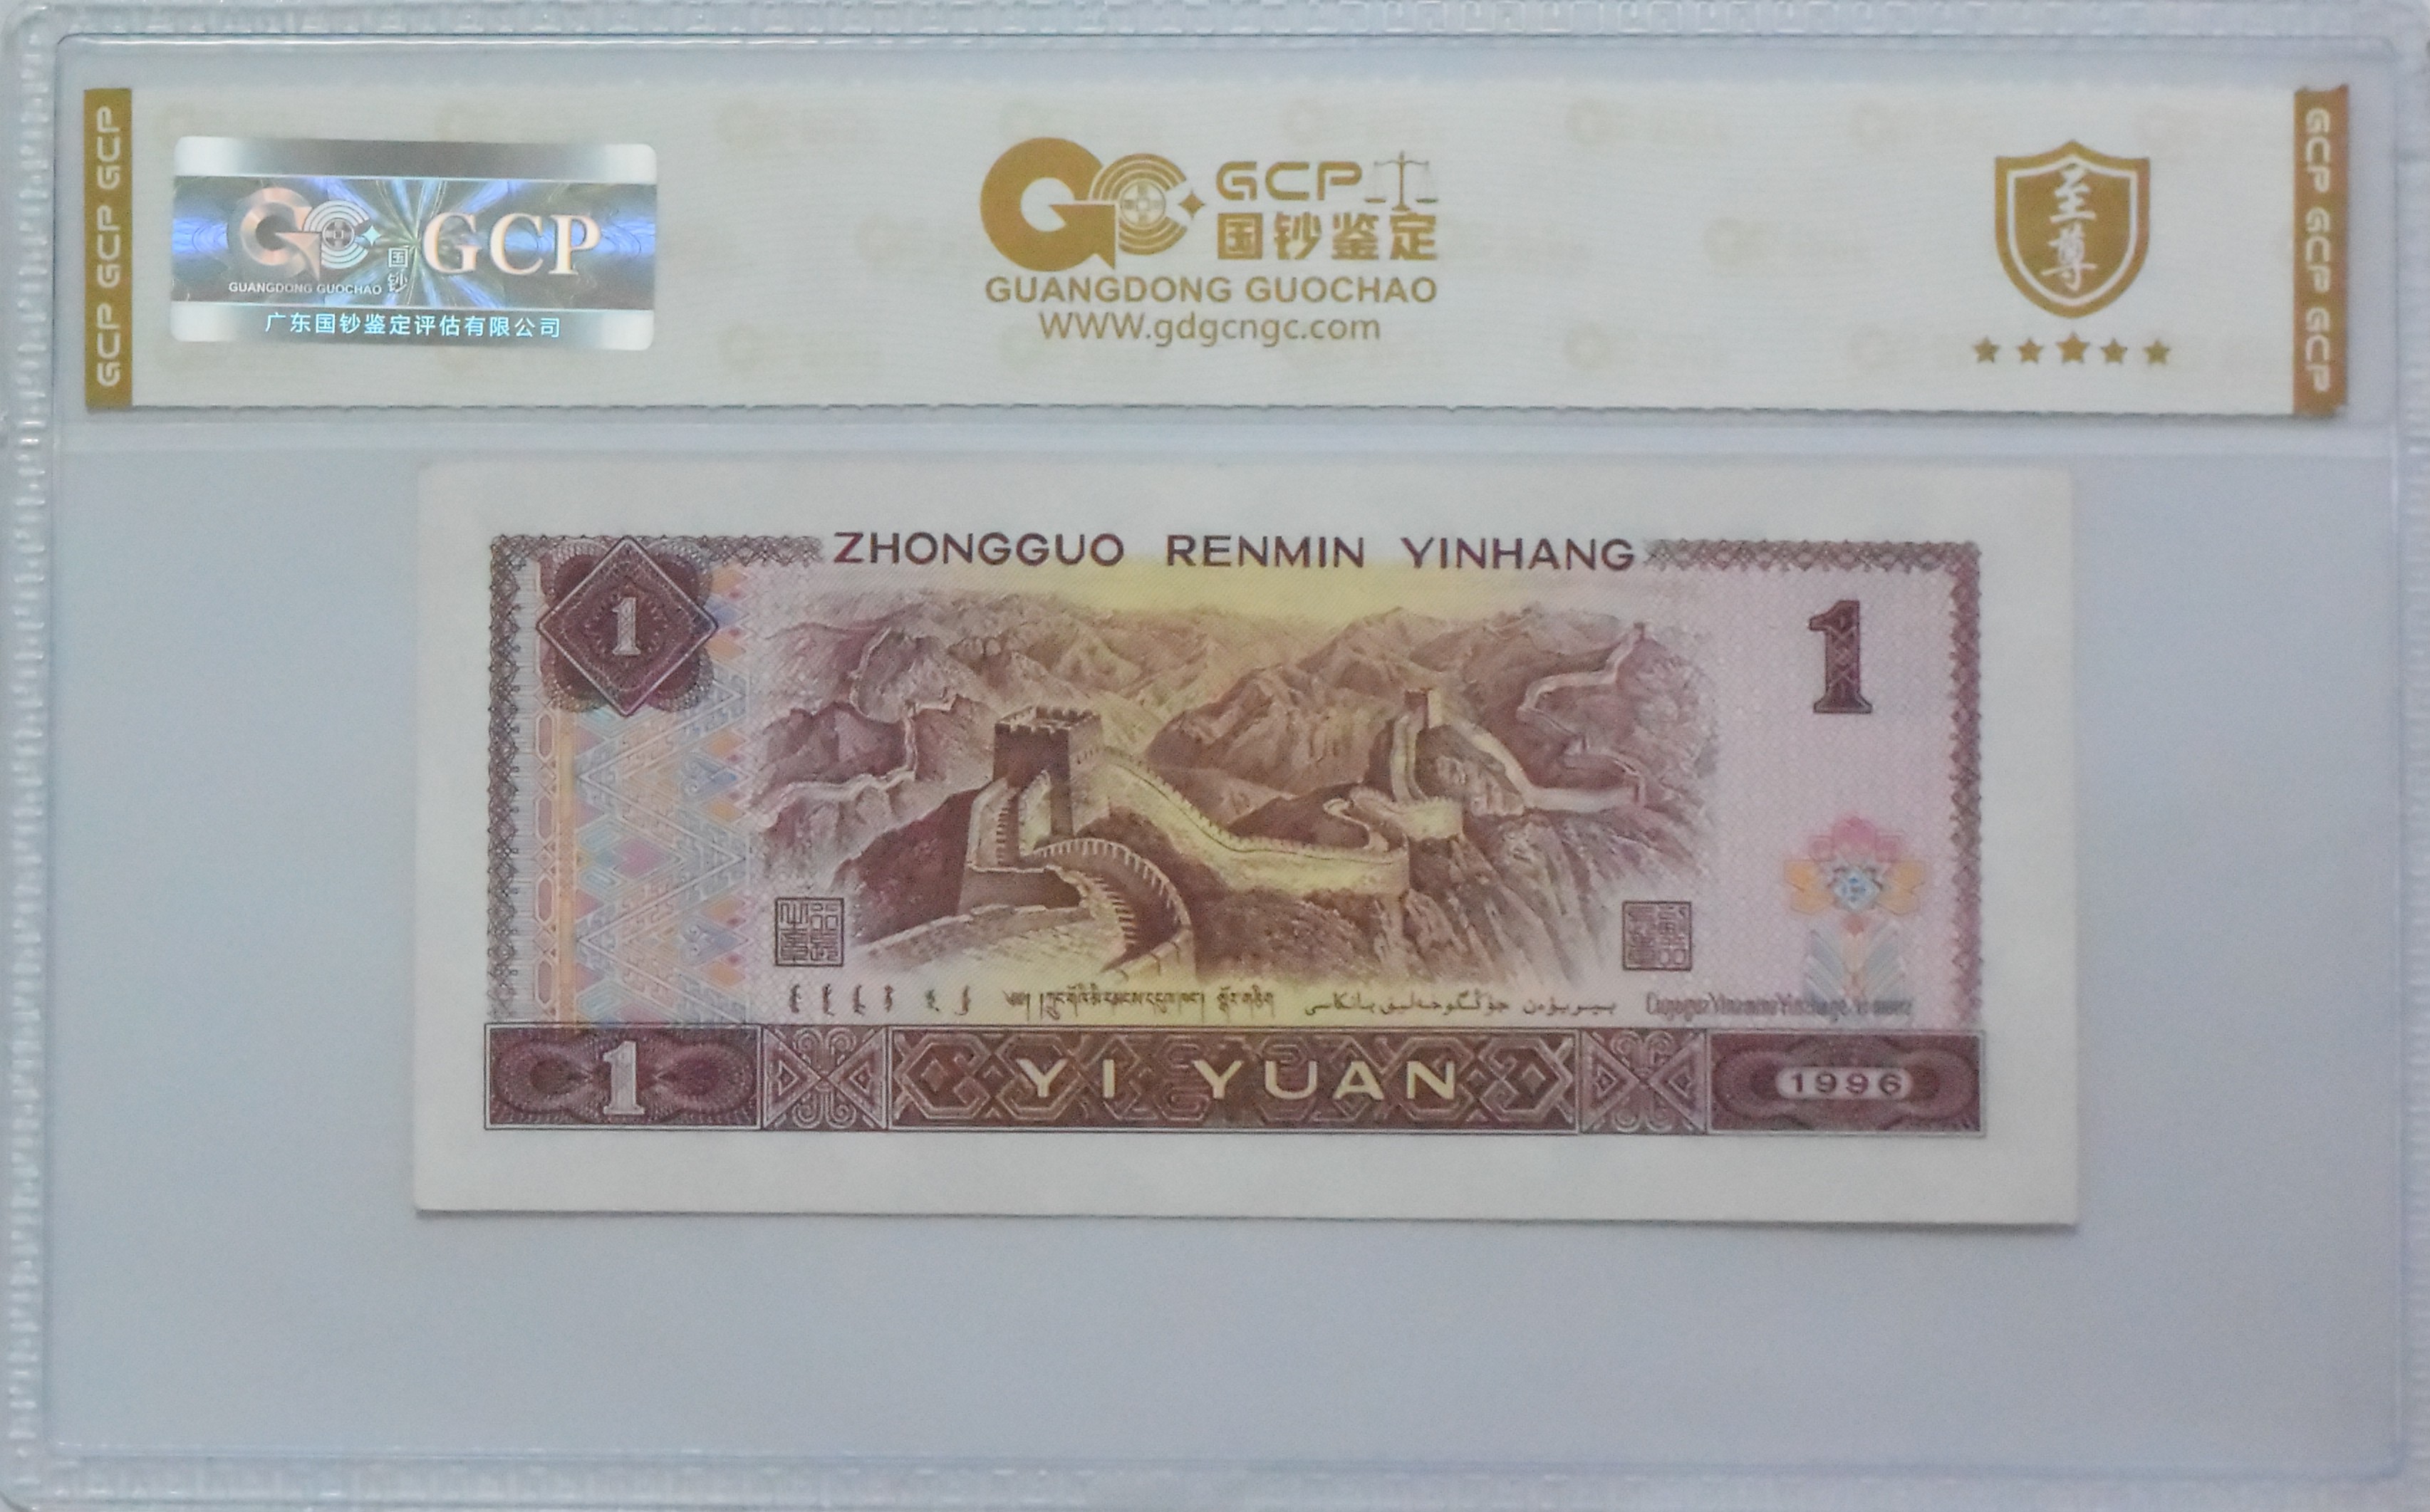 GCP GCP GCP
GCP
国钞
GUANGDONG GUOCHAO
广东国钞鉴定评估有限公司
GCP
国钞鉴定
GUANGDONG GUOCHAO
WWW.gdgcngc.com
至尊
GCP GCP GCP
ZHONGGUO RENMIN YINHANG
1
1
1
YI YUAN
1996